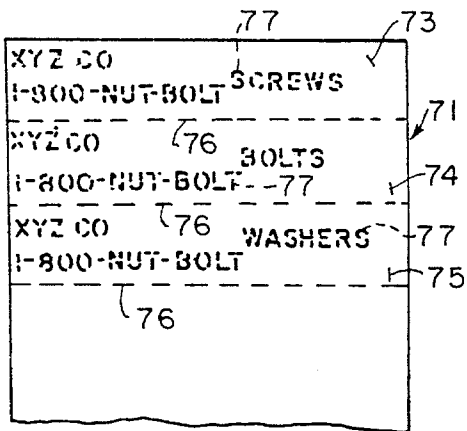 77 73
XYZ CO
1-800-NUT-BOLT SCREWS
76 71
XYZ CO BOLTS
1-800-NUT-BOLT 77 74
76
XYZ CO WASHERS 77
1-800-NUT-BOLT 75
76